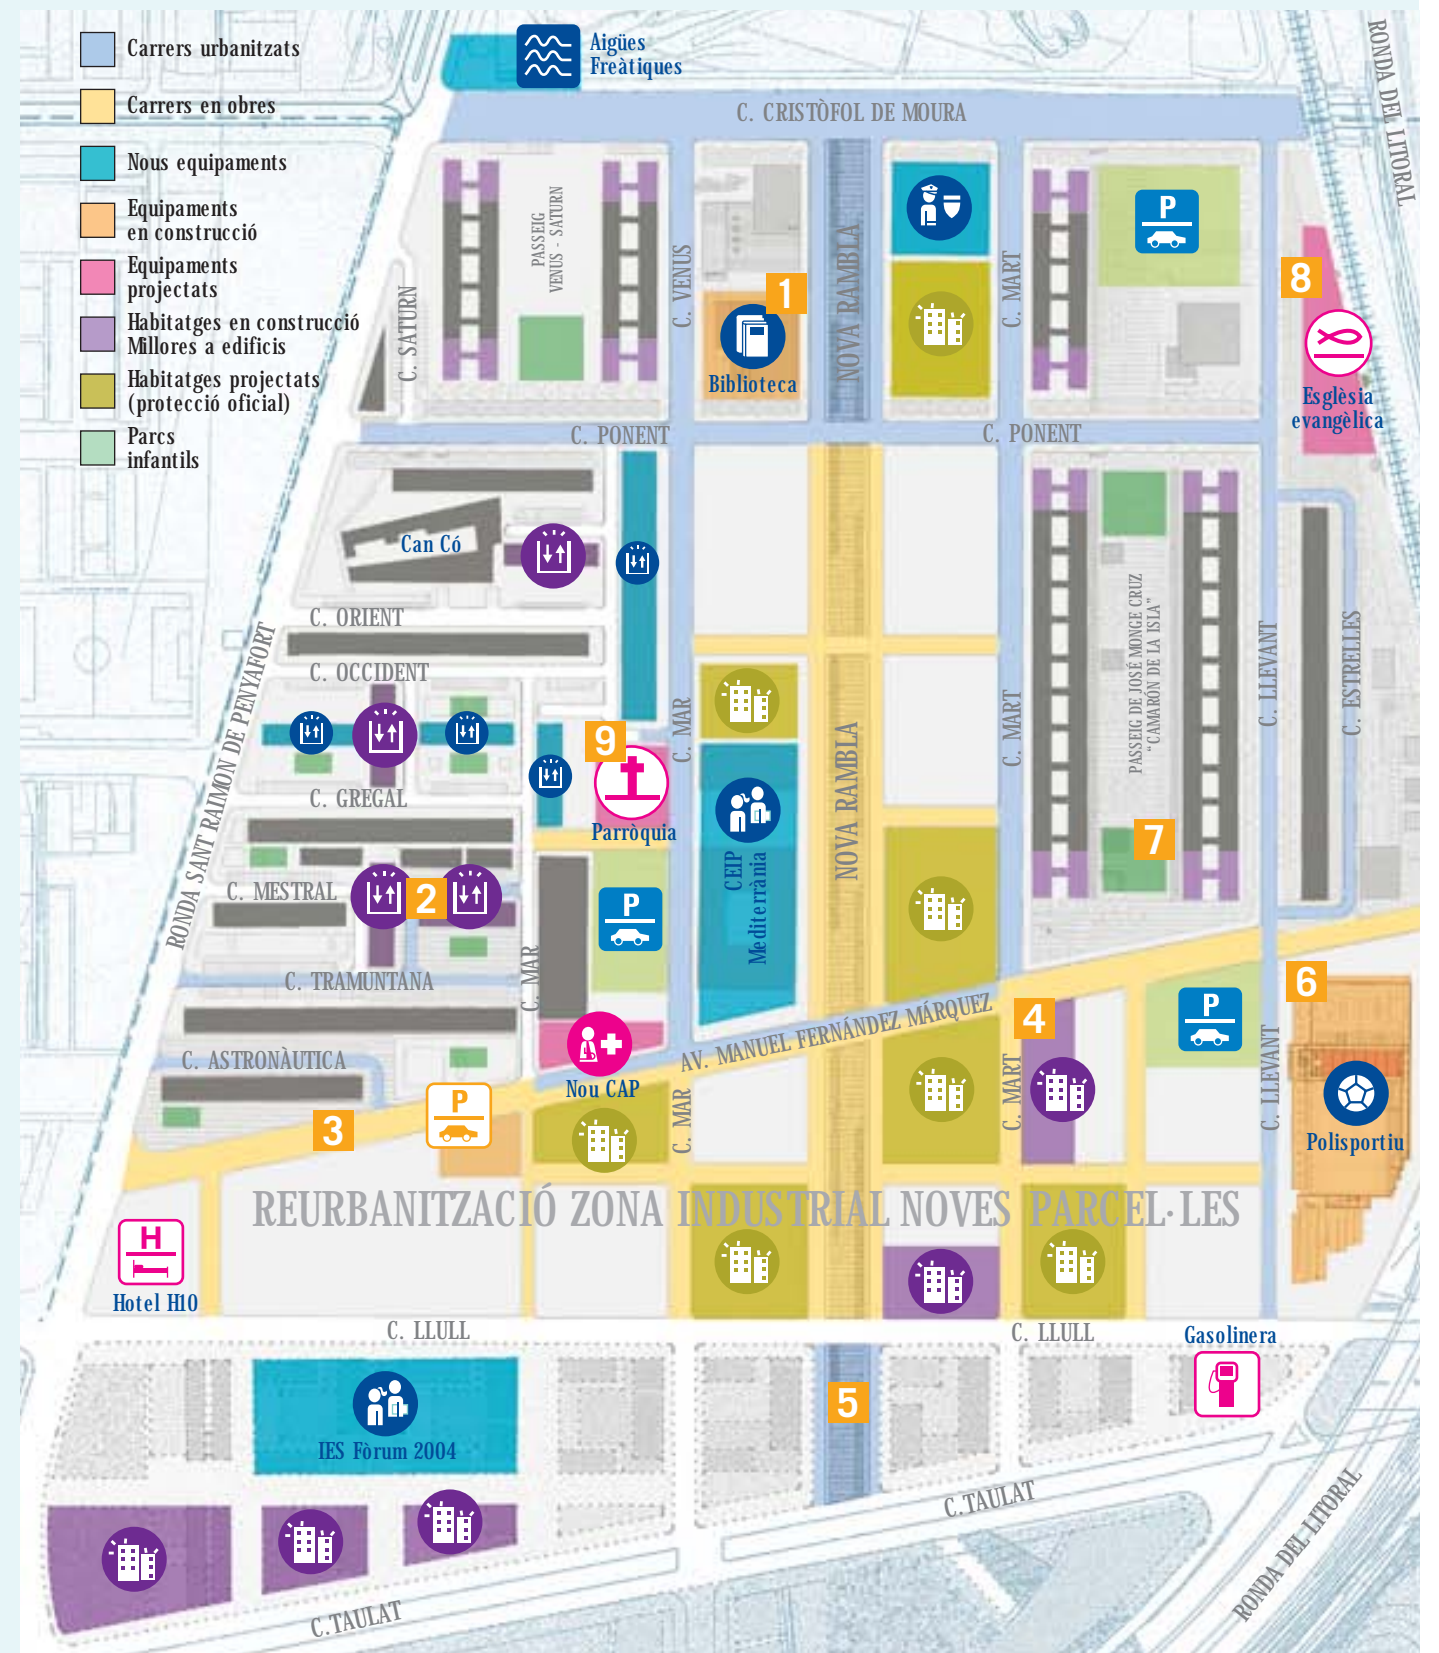 Carrers urbanitzats
Carrers en obres
Nous equipaments
Equipaments
en construcció
Equipaments
projectats
Habitatges en construcció
Millores a edificis
Habitatges projectats
(protecció oficial)
Parcs
infantils
Aigües
Freàtiques
RONDA DEL LITORAL
C. CRISTÒFOL DE MOURA
PASSEIG
VENUS - SATURN
C. SATURN
C. VENUS
NOVA RAMBLA
C. MART
P
1
Biblioteca
8
Esglèsia
evangèlica
C. PONENT
C. PONENT
Can Có
C. ORIENT
C. OCCIDENT
RONDA SANT RAIMON DE PENYAFORT
C. GREGAL
9
Parròquia
C. MAR
CEIP
Mediterrània
NOVA RAMBLA
C. MART
PASSEIG DE JOSÉ MONGE CRUZ
"CAMARÓN DE LA ISLA"
C. LLEVANT
C. ESTRELLES
7
C. MESTRAL
2
P
C. TRAMUNTANA
C. MAR
C. ASTRONÀUTICA
Nou CAP
AV. MANUEL FERNÁNDEZ MÁRQUEZ
4
P
6
C. MAR
C. MART
C. LLEVANT
Polisportiu
3
P
REURBANITZACIÓ ZONA INDUSTRIAL NOVES PARCEL·LES
H
Hotel H10
C. LLULL
C. LLULL
Gasolinera
5
IES Fòrum 2004
C. TAULAT
C. TAULAT
RONDA DEL LITORAL